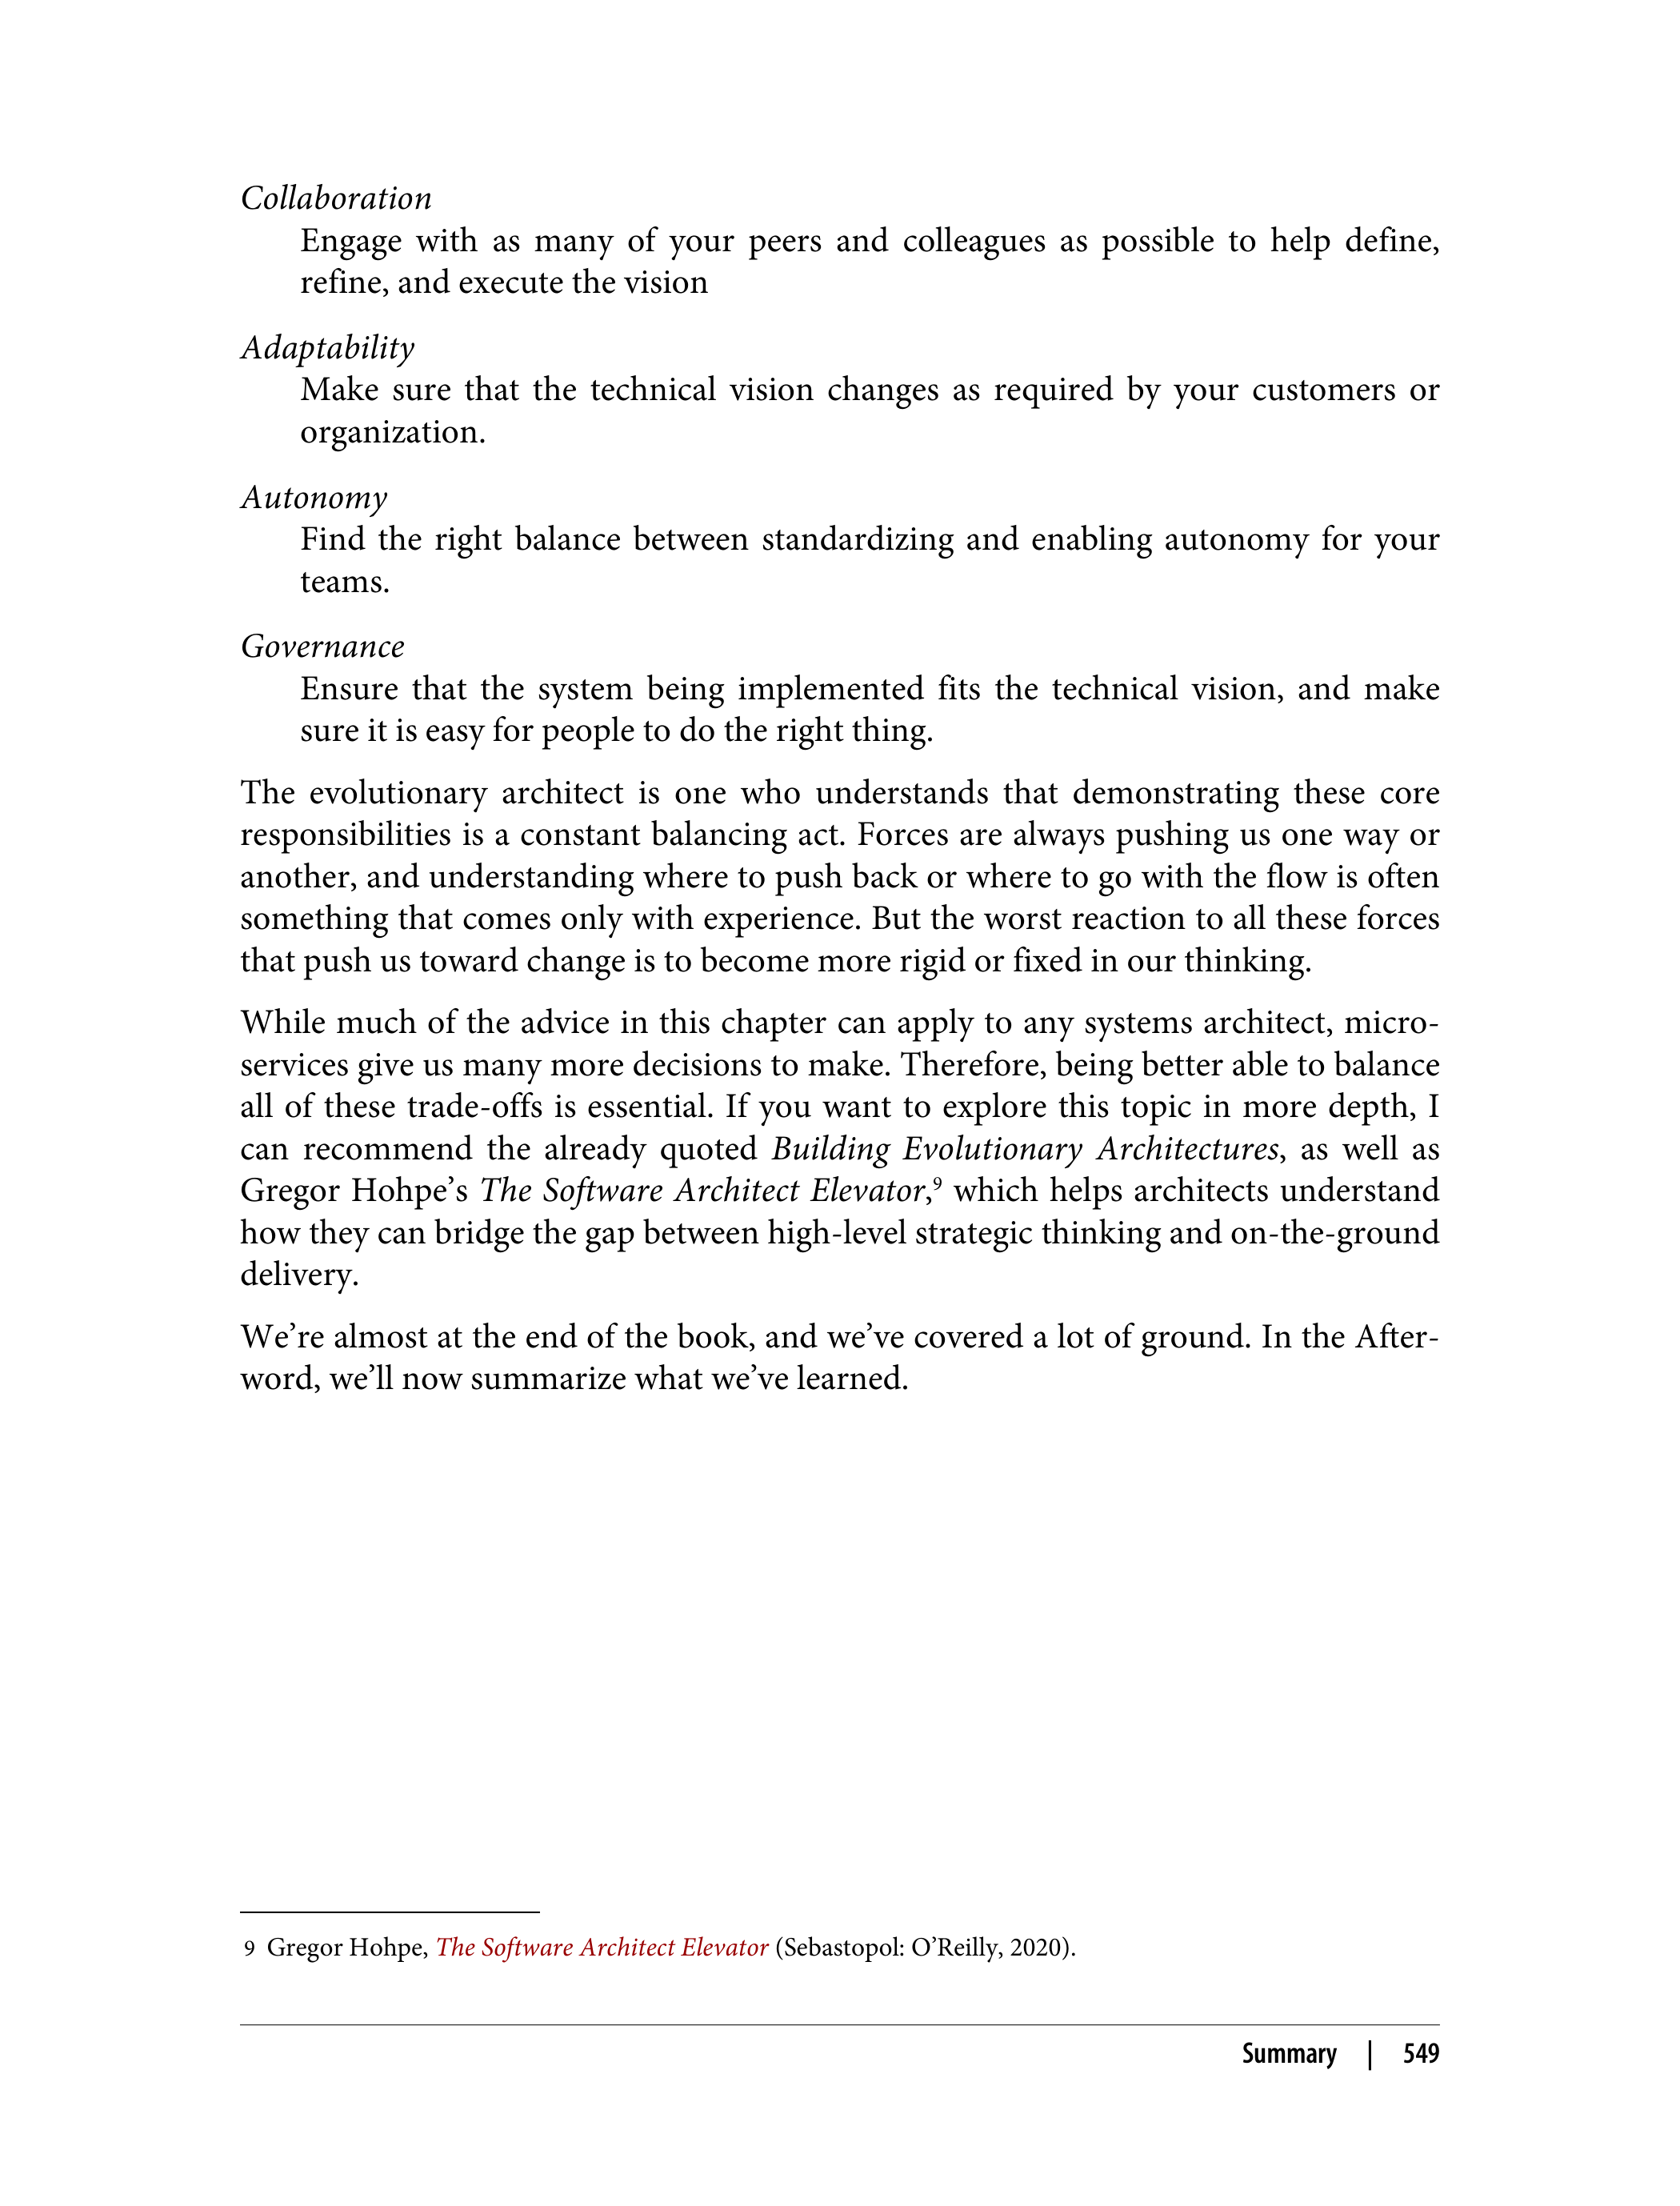 Collaboration
Engage with as many of your peers and colleagues as possible to help define,
refine, and execute the vision
Adaptability
Make sure that the technical vision changes as required by your customers or
organization.
Autonomy
Find the right balance between standardizing and enabling autonomy for your
teams.
Governance
Ensure that the system being implemented fits the technical vision, and make
sure it is easy for people to do the right thing.
The evolutionary architect is one who understands that demonstrating these core
responsibilities is a constant balancing act. Forces are always pushing us one way or
another, and understanding where to push back or where to go with the flow is often
something that comes only with experience. But the worst reaction to all these forces
that push us toward change is to become more rigid or fixed in our thinking.
While much of the advice in this chapter can apply to any systems architect, micro-
services give us many more decisions to make. Therefore, being better able to balance
all of these trade-offs is essential. If you want to explore this topic in more depth, I
can recommend the already quoted Building Evolutionary Architectures, as well as
Gregor Hohpe’s The Software Architect Elevator,⁹ which helps architects understand
how they can bridge the gap between high-level strategic thinking and on-the-ground
delivery.
We’re almost at the end of the book, and we’ve covered a lot of ground. In the After-
word, we’ll now summarize what we’ve learned.
9 Gregor Hohpe, The Software Architect Elevator (Sebastopol: O’Reilly, 2020).
Summary | 549